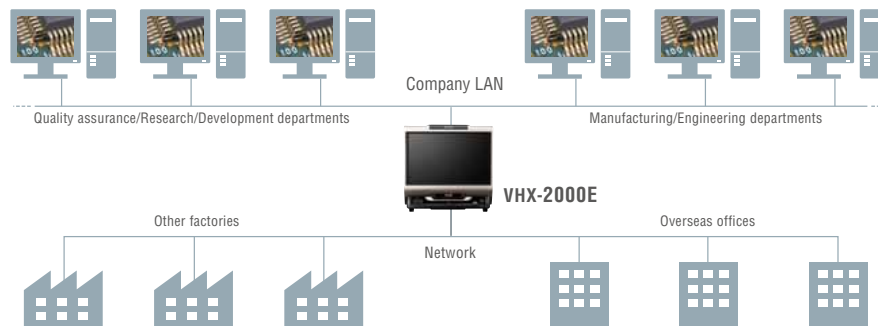 Company LAN
Quality assurance/Research/Development departments
Manufacturing/Engineering departments
VHX-2000E
Other factories
Overseas offices
Network